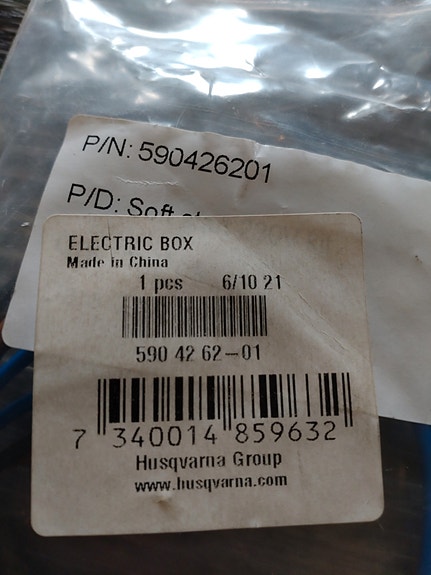 P/N: 590426201
P/D: Soft
ELECTRIC BOX
Made in China
1 pcs 6/10 21
590 42 62-01
7 340014 859632
Husqvarna Group
www.husqvarna.com